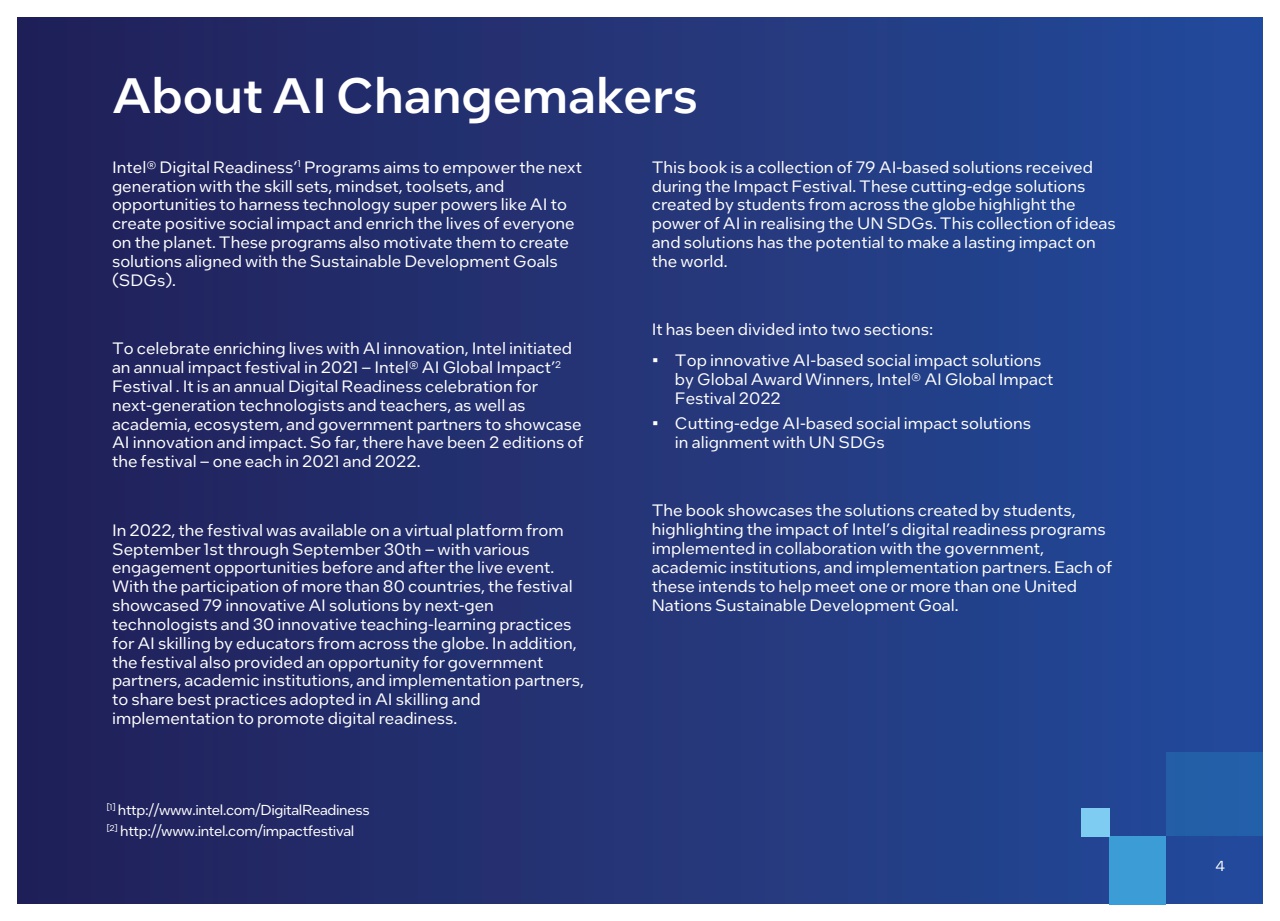 About AI Changemakers
Intel® Digital Readiness’¹ Programs aims to empower the next
generation with the skill sets, mindset, toolsets, and
opportunities to harness technology super powers like AI to
create positive social impact and enrich the lives of everyone
on the planet. These programs also motivate them to create
solutions aligned with the Sustainable Development Goals
(SDGs).
To celebrate enriching lives with AI innovation, Intel initiated
an annual impact festival in 2021 – Intel® AI Global Impact’²
Festival . It is an annual Digital Readiness celebration for
next-generation technologists and teachers, as well as
academia, ecosystem, and government partners to showcase
AI innovation and impact. So far, there have been 2 editions of
the festival – one each in 2021 and 2022.
In 2022, the festival was available on a virtual platform from
September 1st through September 30th – with various
engagement opportunities before and after the live event.
With the participation of more than 80 countries, the festival
showcased 79 innovative AI solutions by next-gen
technologists and 30 innovative teaching-learning practices
for AI skilling by educators from across the globe. In addition,
the festival also provided an opportunity for government
partners, academic institutions, and implementation partners,
to share best practices adopted in AI skilling and
implementation to promote digital readiness.
[1] http://www.intel.com/DigitalReadiness
[2] http://www.intel.com/impactfestival
This book is a collection of 79 AI-based solutions received
during the Impact Festival. These cutting-edge solutions
created by students from across the globe highlight the
power of AI in realising the UN SDGs. This collection of ideas
and solutions has the potential to make a lasting impact on
the world.
It has been divided into two sections:
▪ Top innovative AI-based social impact solutions
by Global Award Winners, Intel® AI Global Impact
Festival 2022
▪ Cutting-edge AI-based social impact solutions
in alignment with UN SDGs
The book showcases the solutions created by students,
highlighting the impact of Intel’s digital readiness programs
implemented in collaboration with the government,
academic institutions, and implementation partners. Each of
these intends to help meet one or more than one United
Nations Sustainable Development Goal.
4